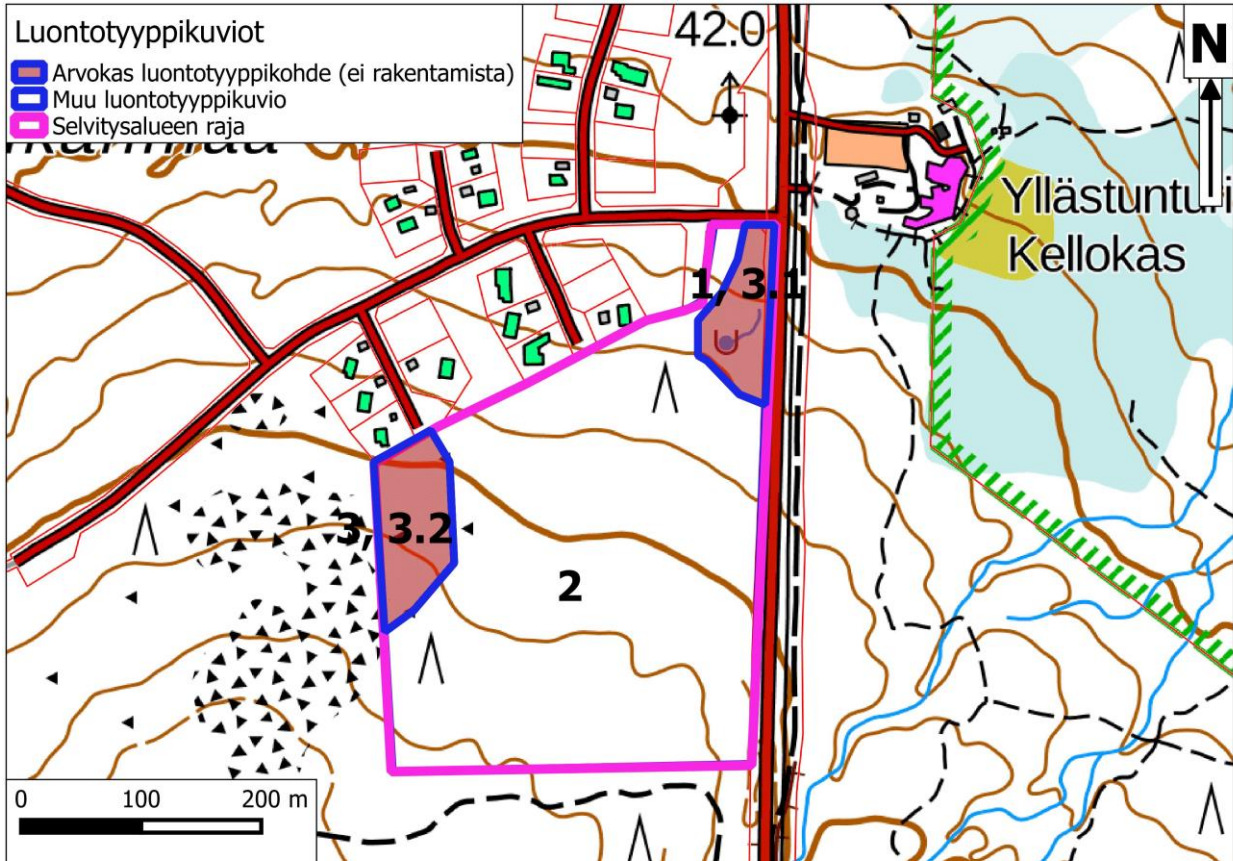 Luontotyyppikuviot
Arvokas luontotyyppikohde (ei rakentamista)
Muu luontotyyppikuvio
Selvitysalueen raja
42.0
N
Yllästunturi
Kellokas
1, 3.1
3, 3.2
2
0 100 200 m